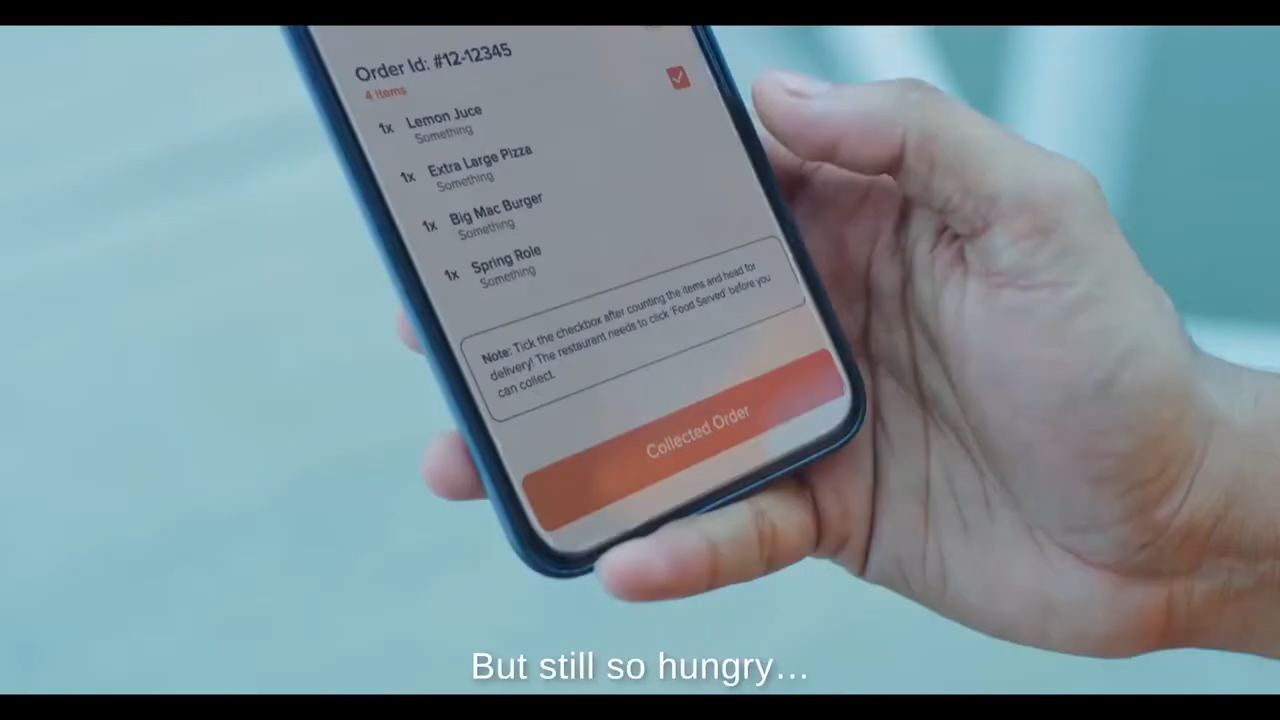 Order Id: #12-12345
4 Items
1x Lemon Juce
Something
1x Extra Large Pizza
Something
1x Big Mac Burger
Something
1x Spring Role
Something
Note: Tick the checkbox after counting the items and head for
delivery! The restaurant needs to click 'Food Served' before you
can collect.
Collected Order
But still so hungry...